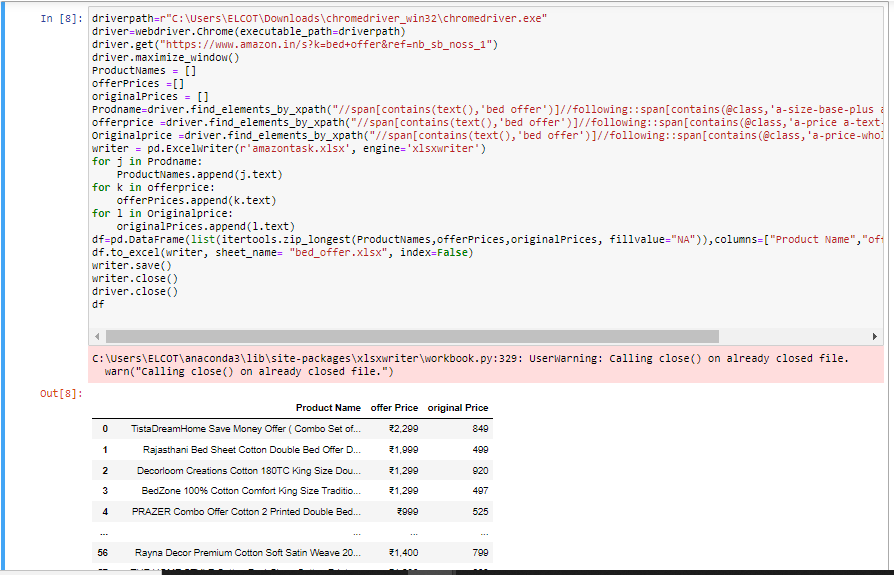 In [8]:
driverpath=r"C:\Users\ELCOT\Downloads\chromedriver_win32\chromedriver.exe"
driver=webdriver.Chrome(executable_path=driverpath)
driver.get("https://www.amazon.in/s?k=bed+offer&ref=nb_sb_noss_1")
driver.maximize_window()
ProductNames = []
offerPrices =[]
originalPrices = []
Prodname=driver.find_elements_by_xpath("//span[contains(text(),'bed offer')]//following::span[contains(@class,'a-size-base-plus a
offerprice =driver.find_elements_by_xpath("//span[contains(text(),'bed offer')]//following::span[contains(@class,'a-price a-text-
Originalprice =driver.find_elements_by_xpath("//span[contains(text(),'bed offer')]//following::span[contains(@class,'a-price-whol
writer = pd.ExcelWriter(r'amazontask.xlsx', engine='xlsxwriter')
for j in Prodname:
    ProductNames.append(j.text)
for k in offerprice:
    offerPrices.append(k.text)
for l in Originalprice:
    originalPrices.append(l.text)
df=pd.DataFrame(list(itertools.zip_longest(ProductNames,offerPrices,originalPrices, fillvalue="NA")),columns=["Product Name","off
df.to_excel(writer, sheet_name= "bed_offer.xlsx", index=False)
writer.save()
writer.close()
driver.close()
df
C:\Users\ELCOT\anaconda3\lib\site-packages\xlsxwriter\workbook.py:329: UserWarning: Calling close() on already closed file.
  warn("Calling close() on already closed file.")
Out[8]:
Product Name offer Price original Price
0 TistaDreamHome Save Money Offer ( Combo Set of... ₹2,299 849
1 Rajasthani Bed Sheet Cotton Double Bed Offer D... ₹1,999 499
2 Decorloom Creations Cotton 180TC King Size Dou... ₹1,299 920
3 BedZone 100% Cotton Comfort King Size Traditio... ₹1,299 497
4 PRAZER Combo Offer Cotton 2 Printed Double Bed... ₹999 525
... ... ... ...
56 Rayna Decor Premium Cotton Soft Satin Weave 20... ₹1,400 799